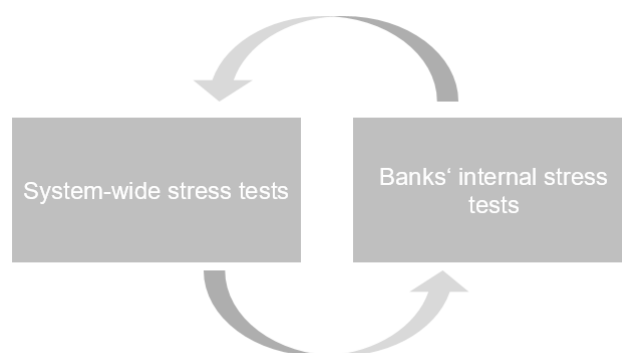 System-wide stress tests
Banks‘ internal stress
tests